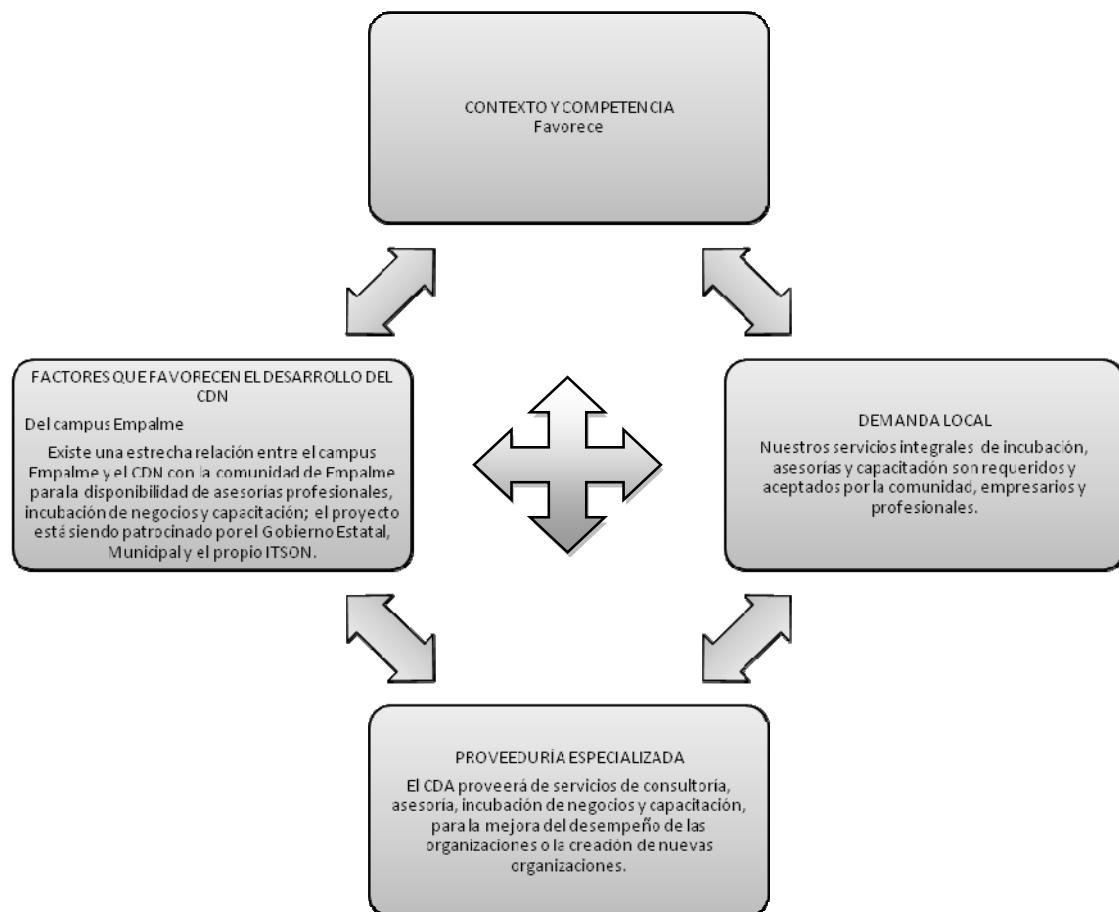 CONTEXTO Y COMPETENCIA
Favorece
FACTORES QUE FAVORECEN EL DESARROLLO DEL
CDN
Del campus Empalme
Existe una estrecha relación entre el campus
Empalme y el CDN con la comunidad de Empalme
para la disponibilidad de asesorías profesionales,
incubación de negocios y capacitación; el proyecto
está siendo patrocinado por el Gobierno Estatal,
Municipal y el propio ITSON.
DEMANDA LOCAL
Nuestros servicios integrales de incubación,
asesorías y capacitación son requeridos y
aceptados por la comunidad, empresarios y
profesionales.
PROVEEDURÍA ESPECIALIZADA
El CDA proveerá de servicios de consultoría,
asesoría, incubación de negocios y capacitación,
para la mejora del desempeño de las
organizaciones o la creación de nuevas
organizaciones.